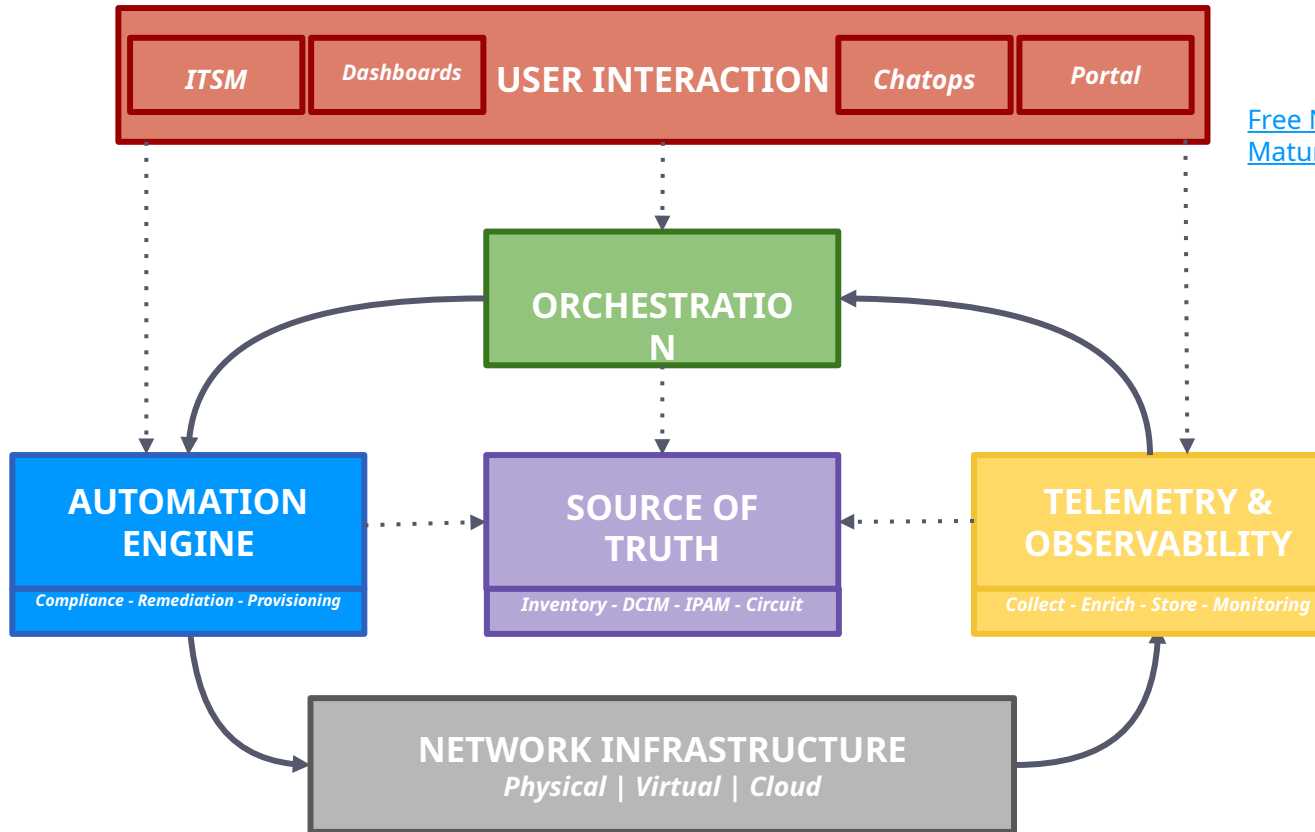 ITSM
Dashboards
USER INTERACTION
Chatops
Portal
Free
Matu
ORCHESTRATIO
N
AUTOMATION
ENGINE
Compliance - Remediation - Provisioning
SOURCE OF
TRUTH
Inventory - DCIM - IPAM - Circuit
TELEMETRY &
OBSERVABILITY
Collect - Enrich - Store - Monitoring
NETWORK INFRASTRUCTURE
Physical | Virtual | Cloud